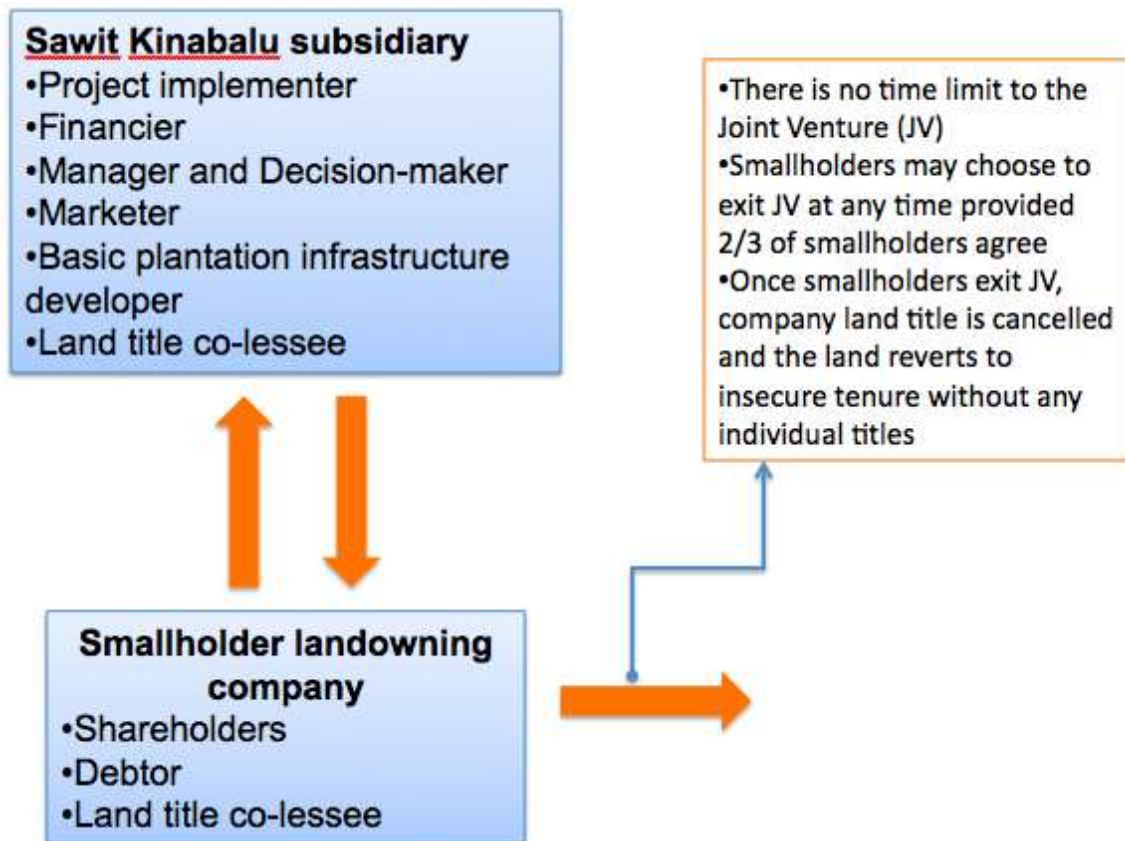 Sawit Kinabalu subsidiary
•Project implementer
•Financier
•Manager and Decision-maker
•Marketer
•Basic plantation infrastructure
developer
•Land title co-lessee
•There is no time limit to the
Joint Venture (JV)
•Smallholders may choose to
exit JV at any time provided
2/3 of smallholders agree
•Once smallholders exit JV,
company land title is cancelled
and the land reverts to
insecure tenure without any
individual titles
Smallholder landowning
company
•Shareholders
•Debtor
•Land title co-lessee